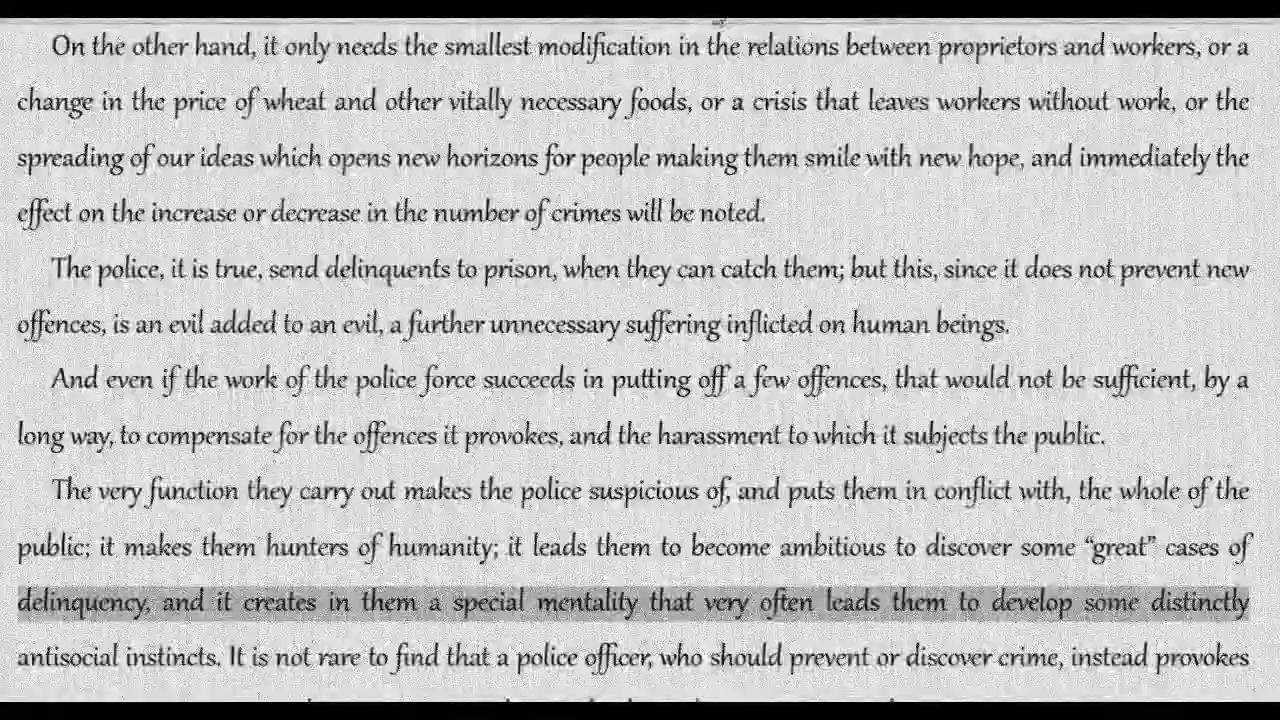 On the other hand, it only needs the smallest modification in the relations between proprietors and workers, or a
change in the price of wheat and other vitally necessary foods, or a crisis that leaves workers without work, or the
spreading of our ideas which opens new horizons for people making them smile with new hope, and immediately the
effect on the increase or decrease in the number of crimes will be noted.
The police, it is true, send delinquents to prison, when they can catch them; but this, since it does not prevent new
offences, is an evil added to an evil, a further unnecessary suffering inflicted on human beings.
And even if the work of the police force succeeds in putting off a few offences, that would not be sufficient, by a
long way, to compensate for the offences it provokes, and the harassment to which it subjects the public.
The very function they carry out makes the police suspicious of, and puts them in conflict with, the whole of the
public; it makes them hunters of humanity; it leads them to become ambitious to discover some “great” cases of
delinquency, and it creates in them a special mentality that very often leads them to develop some distinctly
antisocial instincts. It is not rare to find that a police officer, who should prevent or discover crime, instead provokes